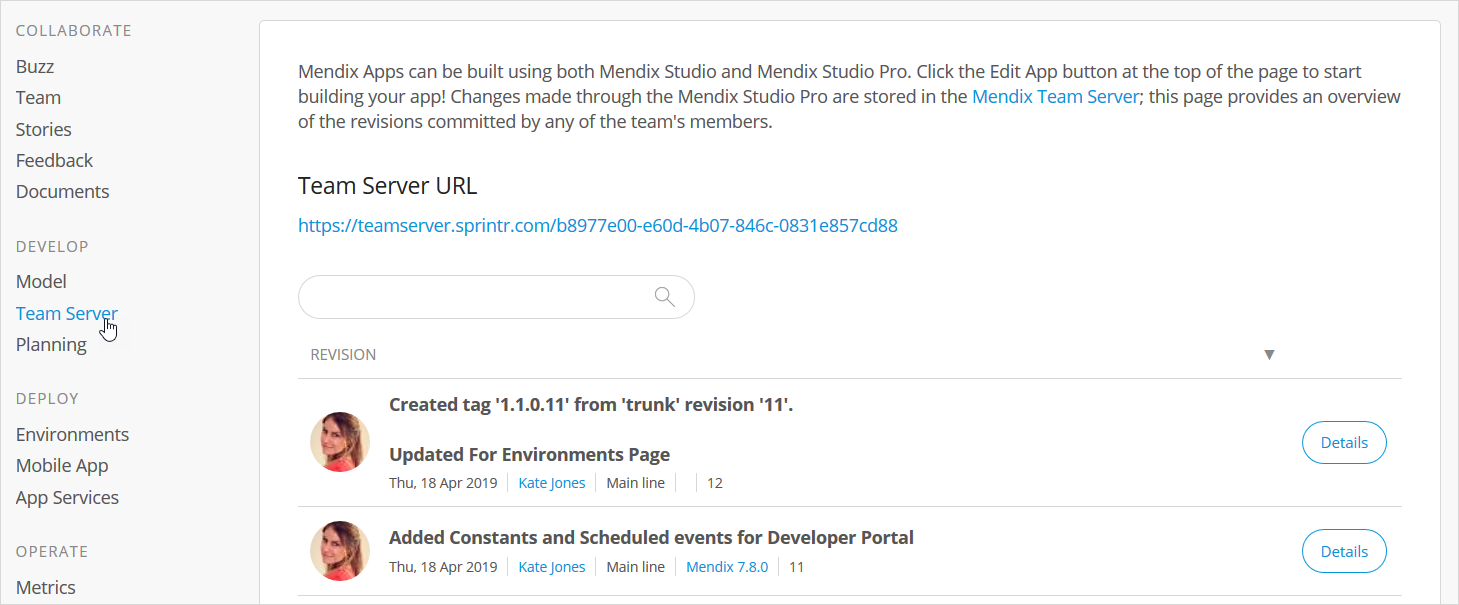 COLLABORATE
Buzz
Team
Stories
Feedback
Documents
DEVELOP
Model
Team Server
Planning
DEPLOY
Environments
Mobile App
App Services
OPERATE
Metrics
Mendix Apps can be built using both Mendix Studio and Mendix Studio Pro. Click the Edit App button at the top of the page to start
building your app! Changes made through the Mendix Studio Pro are stored in the Mendix Team Server; this page provides an overview
of the revisions committed by any of the team's members.
Team Server URL
https://teamserver.sprintr.com/b8977e00-e60d-4b07-846c-0831e857cd88
REVISION
Created tag '1.1.0.11' from 'trunk' revision '11'.
Updated For Environments Page
Thu, 18 Apr 2019 Kate Jones Main line 12
Details
Added Constants and Scheduled events for Developer Portal
Thu, 18 Apr 2019 Kate Jones Main line Mendix 7.8.0 11
Details